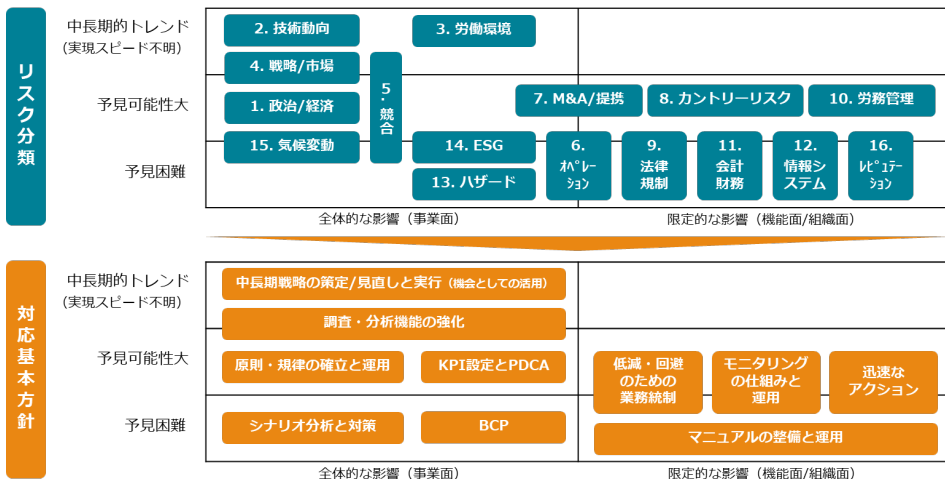 リスク分類
中長期的トレンド
(実現スピード不明)
予見可能性大
予見困難
2. 技術動向
3. 労働環境
4. 戦略/市場
5.競合
1. 政治/経済
7. M&A/提携
8. カントリーリスク
10. 労務管理
15. 気候変動
14. ESG
13. ハザード
6.
ｵﾍﾟﾚｰ
ｼｮﾝ
9.
法律
規制
11.
会計
財務
12.
情報シ
ステム
16.
ﾚﾋﾟｭﾃｰ
ｼｮﾝ
全体的な影響（事業面）
限定的な影響（機能面/組織面）
対応基本方針
中長期的トレンド
(実現スピード不明)
予見可能性大
予見困難
中長期戦略の策定/見直しと実行（機会としての活用）
調査・分析機能の強化
原則・規律の確立と運用
KPI設定とPDCA
低減・回避
のための
業務統制
モニタリング
の仕組みと
運用
迅速な
アクション
シナリオ分析と対策
BCP
マニュアルの整備と運用
全体的な影響（事業面）
限定的な影響（機能面/組織面）